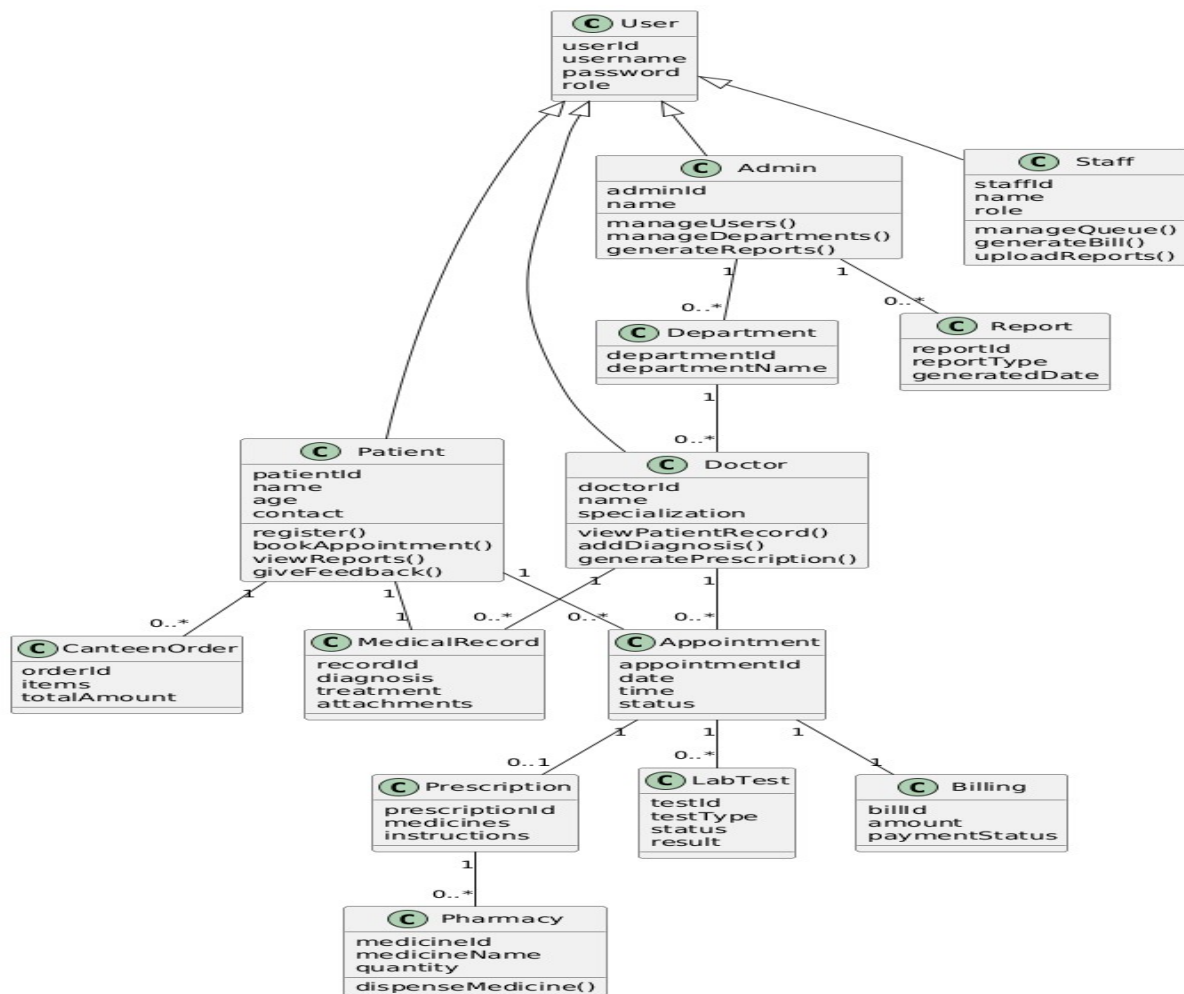 C User
userId
username
password
role
C Admin
adminId
name
manageUsers()
manageDepartments()
generateReports()
C Staff
staffId
name
role
manageQueue()
generateBill()
uploadReports()
1
1
0..*
0..*
C Department
departmentId
departmentName
C Report
reportId
reportType
generatedDate
1
0..*
C Patient
patientId
name
age
contact
register()
bookAppointment()
viewReports()
giveFeedback()
C Doctor
doctorId
name
specialization
viewPatientRecord()
addDiagnosis()
generatePrescription()
1
1
1
1
1
0..*
1
0..*
0..*
0..*
C CanteenOrder
orderId
items
totalAmount
C MedicalRecord
recordId
diagnosis
treatment
attachments
C Appointment
appointmentId
date
time
status
1
1
1
0..1
0..*
1
C Prescription
prescriptionId
medicines
instructions
C LabTest
testId
testType
status
result
C Billing
billId
amount
paymentStatus
1
0..*
C Pharmacy
medicineId
medicineName
quantity
dispenseMedicine()